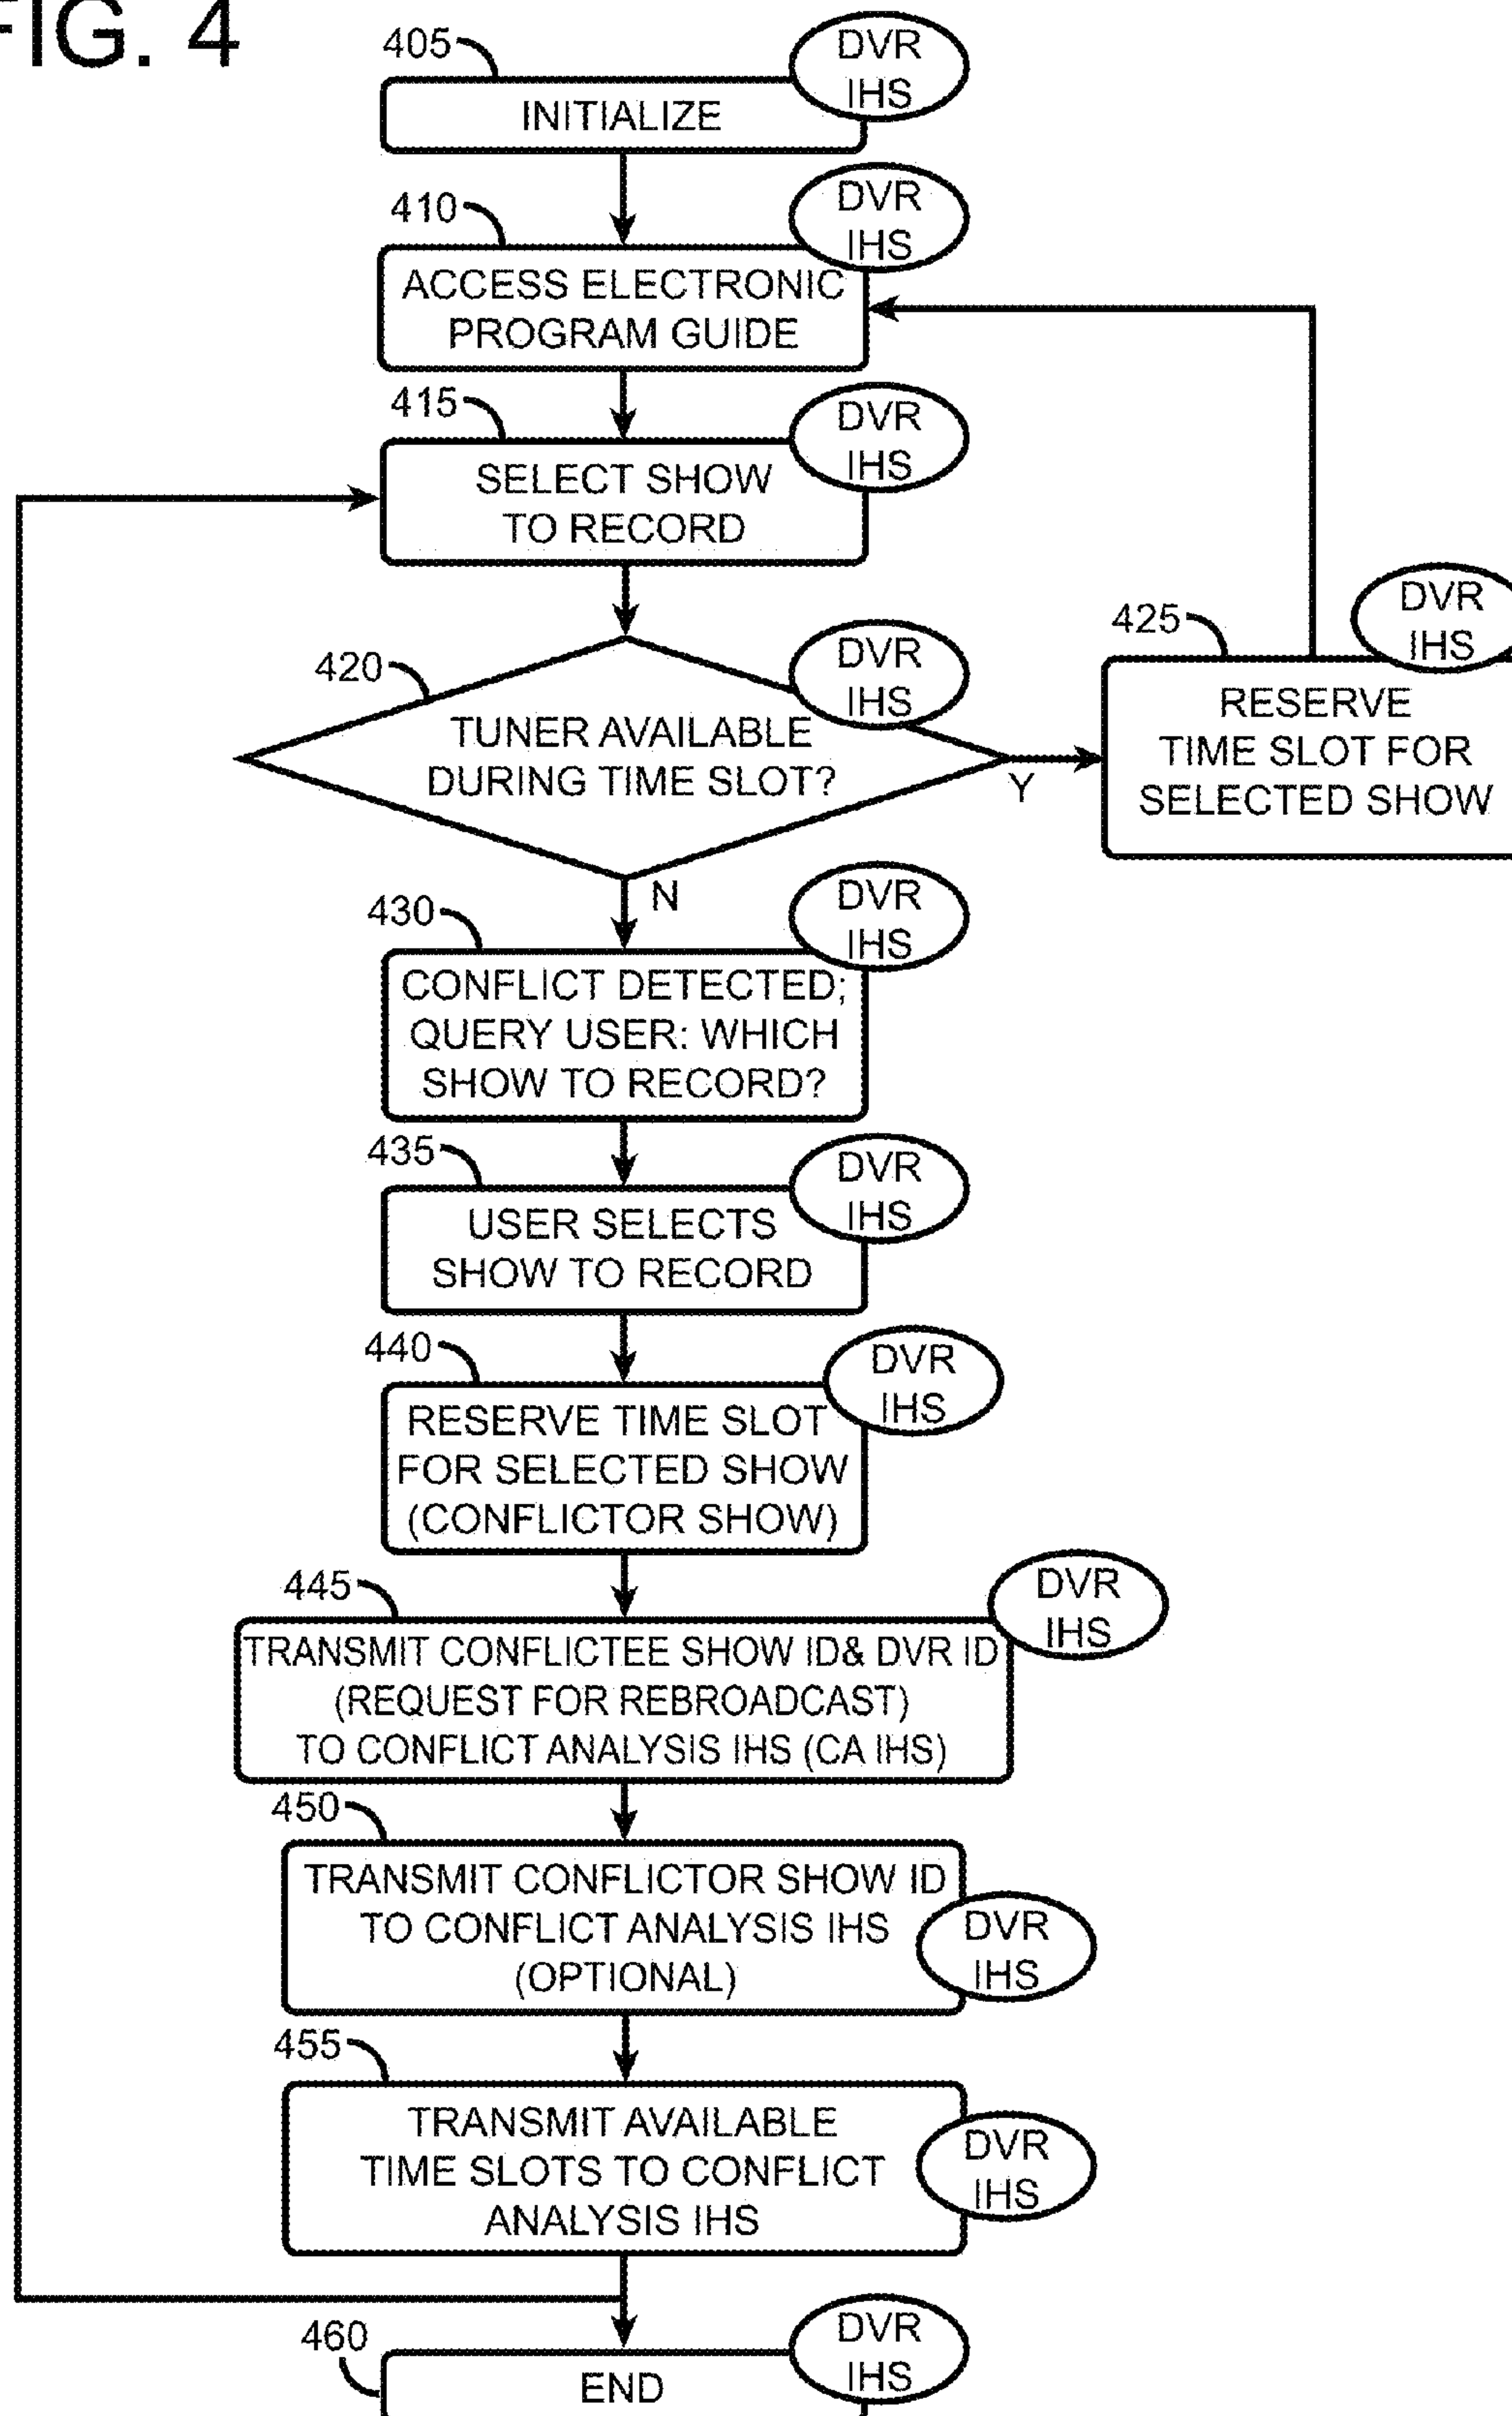 FIG. 4
405
DVR
IHS
INITIALIZE
410
DVR
IHS
ACCESS ELECTRONIC
PROGRAM GUIDE
415
DVR
IHS
SELECT SHOW
TO RECORD
420
DVR
IHS
TUNER AVAILABLE
DURING TIME SLOT?
Y
N
425
DVR
IHS
RESERVE
TIME SLOT FOR
SELECTED SHOW
430
DVR
IHS
CONFLICT DETECTED;
QUERY USER: WHICH
SHOW TO RECORD?
435
DVR
IHS
USER SELECTS
SHOW TO RECORD
440
DVR
IHS
RESERVE TIME SLOT
FOR SELECTED SHOW
(CONFLICTOR SHOW)
445
DVR
IHS
TRANSMIT CONFLICTEE SHOW ID& DVR ID
(REQUEST FOR REBROADCAST)
TO CONFLICT ANALYSIS IHS (CA IHS)
450
TRANSMIT CONFLICTOR SHOW ID
TO CONFLICT ANALYSIS IHS
(OPTIONAL)
DVR
IHS
455
TRANSMIT AVAILABLE
TIME SLOTS TO CONFLICT
ANALYSIS IHS
DVR
IHS
460
DVR
IHS
END